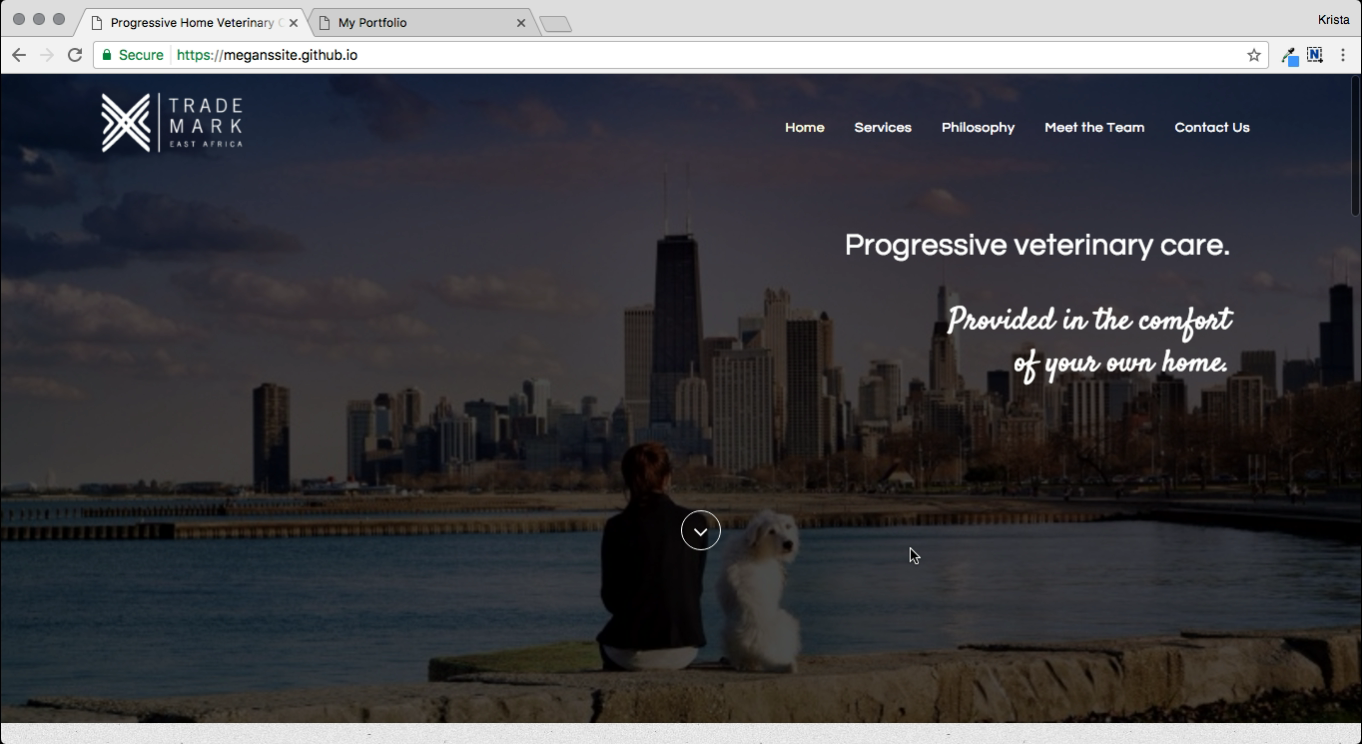 Progressive Home Veterinary
My Portfolio
Krista
Secure
https://meganssite.github.io
N
TRADE
MARK
EAST AFRICA
Home
Services
Philosophy
Meet the Team
Contact Us
Progressive veterinary care.
Provided in the comfort
of your own home.